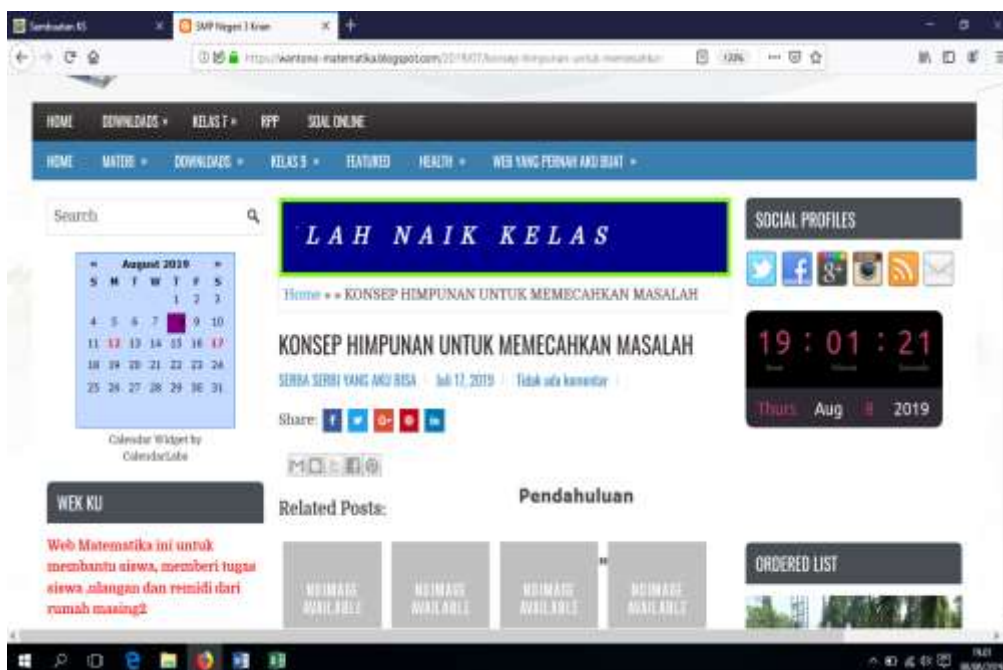 Sambutan KS
SMP Negeri 3 Krian
HOME DOWNLOADS KELAS 7 RPP SOAL ONLINE
HOME MATERI DOWNLOADS KELAS 9 FEATURED HEALTH WEB YANG PERNAH AKU BUAT
Search
« August 2019 »
S M T W T F S
1 2 3
4 5 6 7 9 10
11 12 13 14 15 16 17
18 19 20 21 22 23 24
25 26 27 28 29 30 31
Calendar Widget by
CalendarLabs
WEK KU
Web Matematika ini untuk
membantu siswa, memberi tugas
siswa ,ulangan dan remidi dari
rumah masing2
LAH NAIK KELAS
Home » » KONSEP HIMPUNAN UNTUK MEMECAHKAN MASALAH
KONSEP HIMPUNAN UNTUK MEMECAHKAN MASALAH
SERBA SERBI YANG AKU BISA Juli 17, 2019 Tidak ada komentar
Share:
Pendahuluan
Related Posts:
NO IMAGE AVAILABLE
NO IMAGE AVAILABLE
NO IMAGE AVAILABLE
NO IMAGE AVAILABLE
SOCIAL PROFILES
19 : 01 : 21
Thurs Aug 8 2019
ORDERED LIST